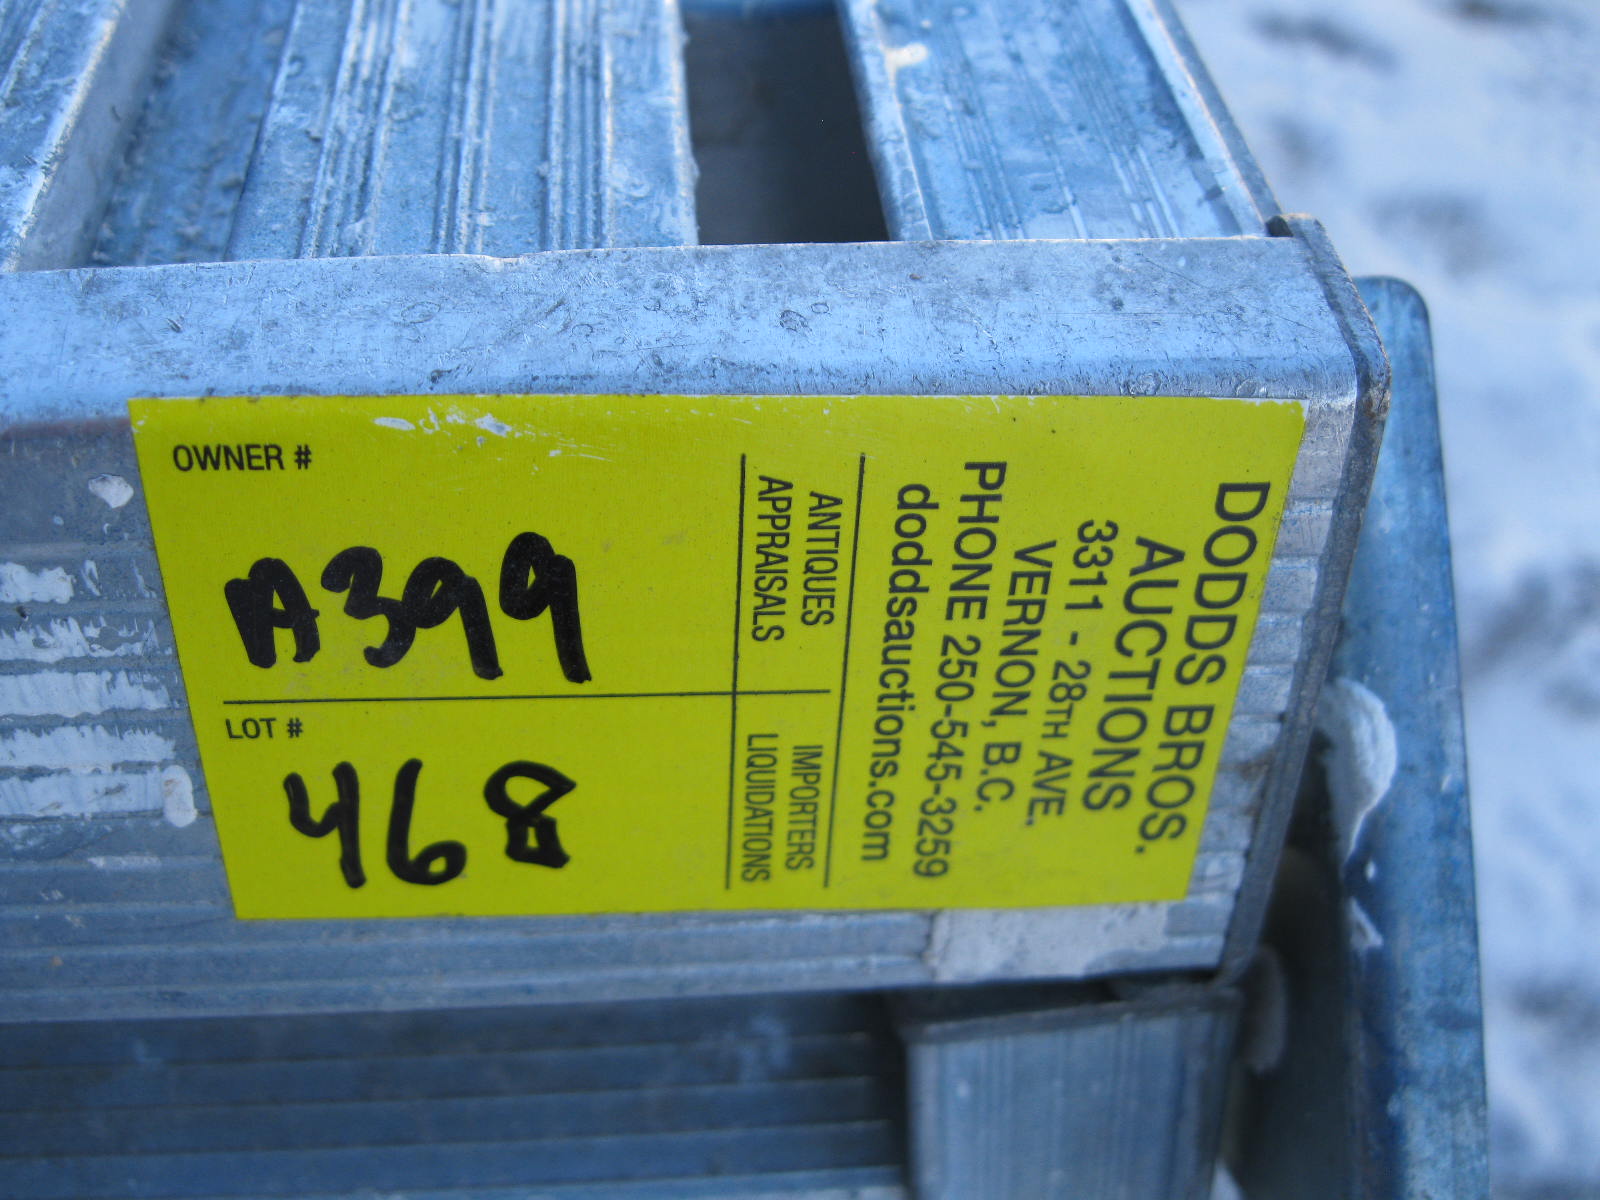 DODDS BROS.
AUCTIONS
3311 - 28TH AVE.
VERNON, B.C.
PHONE 250-545-3259
doddsauctions.com
ANTIQUES
APPRAISALS
IMPORTERS
LIQUIDATIONS
OWNER #
A399
LOT #
468